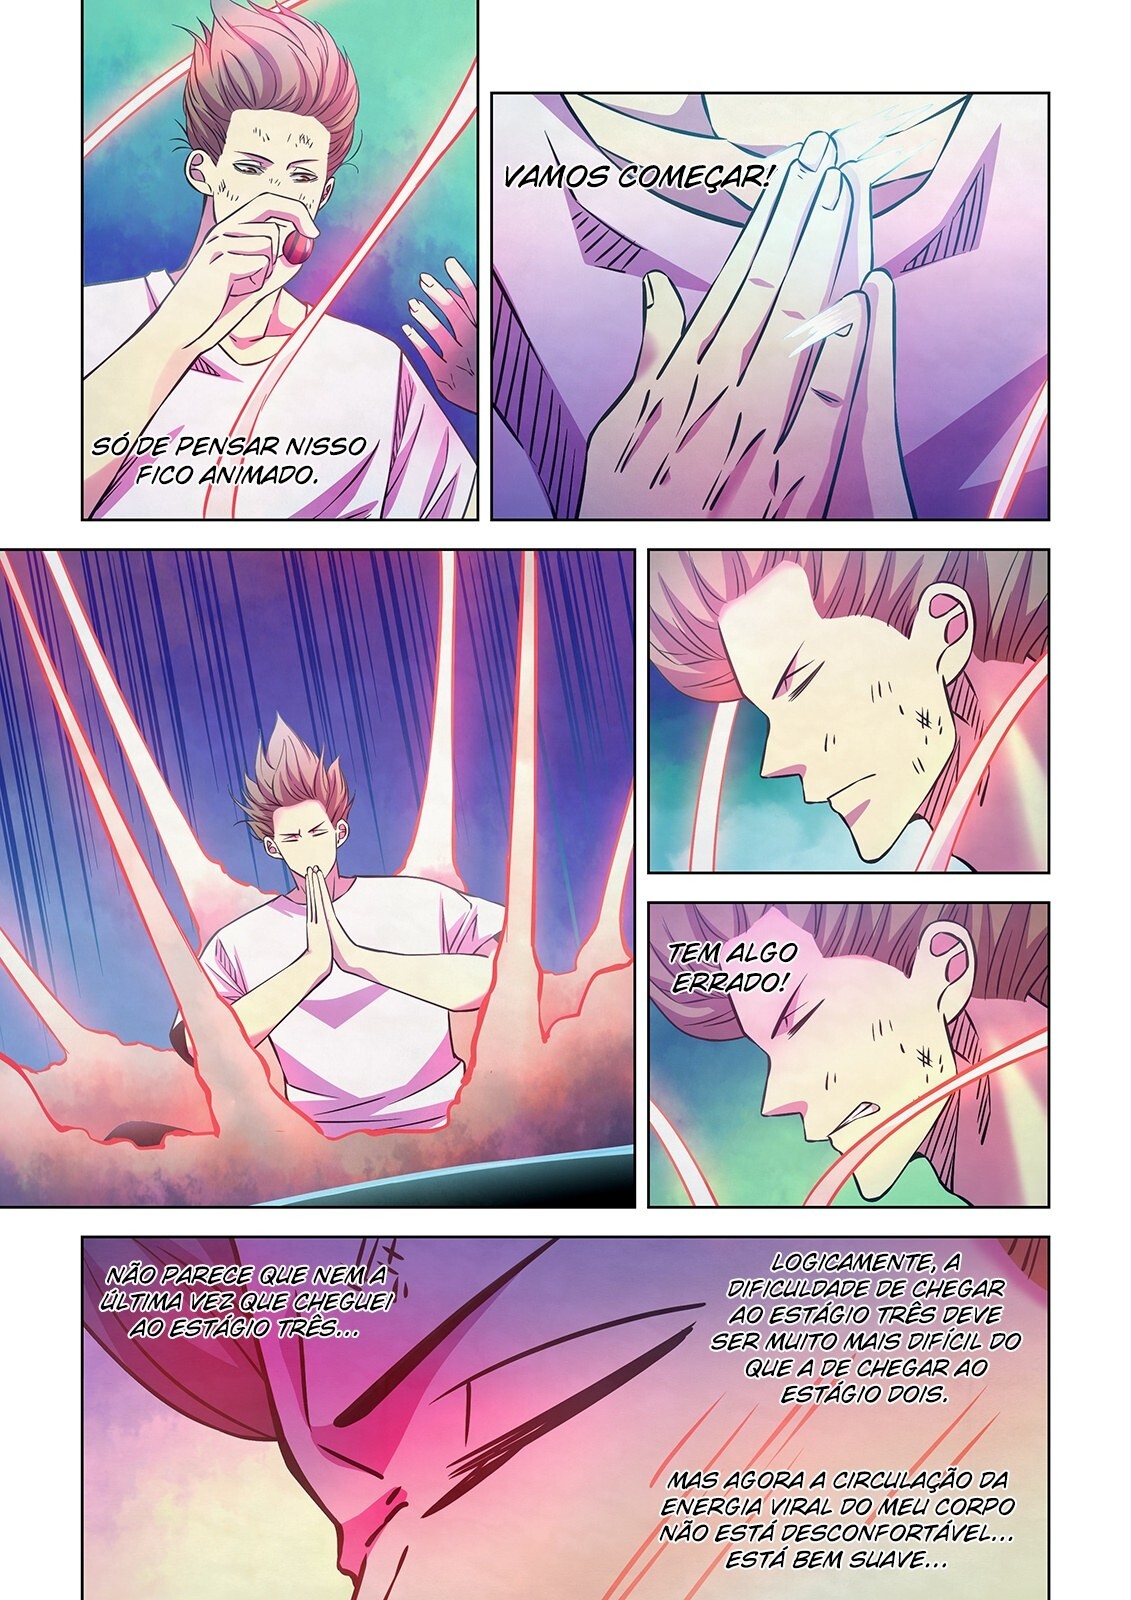 SÓ DE PENSAR NISSO
FICO ANIMADO.
VAMOS COMEÇAR!
TEM ALGO
ERRADO!
NÃO PARECE QUE NEM À
ÚLTIMA VEZ QUE CHEGUEI
AO ESTÁGIO TRÊS...
LOGICAMENTE, A
DIFICULDADE DE CHEGAR
AO ESTÁGIO TRÊS DEVE
SER MUITO MAIS DIFÍCIL DO
QUE A DE CHEGAR AO
ESTÁGIO DOIS.
MAS AGORA A CIRCULAÇÃO DA
ENERGIA VIRAL DO MEU CORPO
NÃO ESTÁ DESCONFORTÁVEL...
ESTÁ BEM SUAVE...